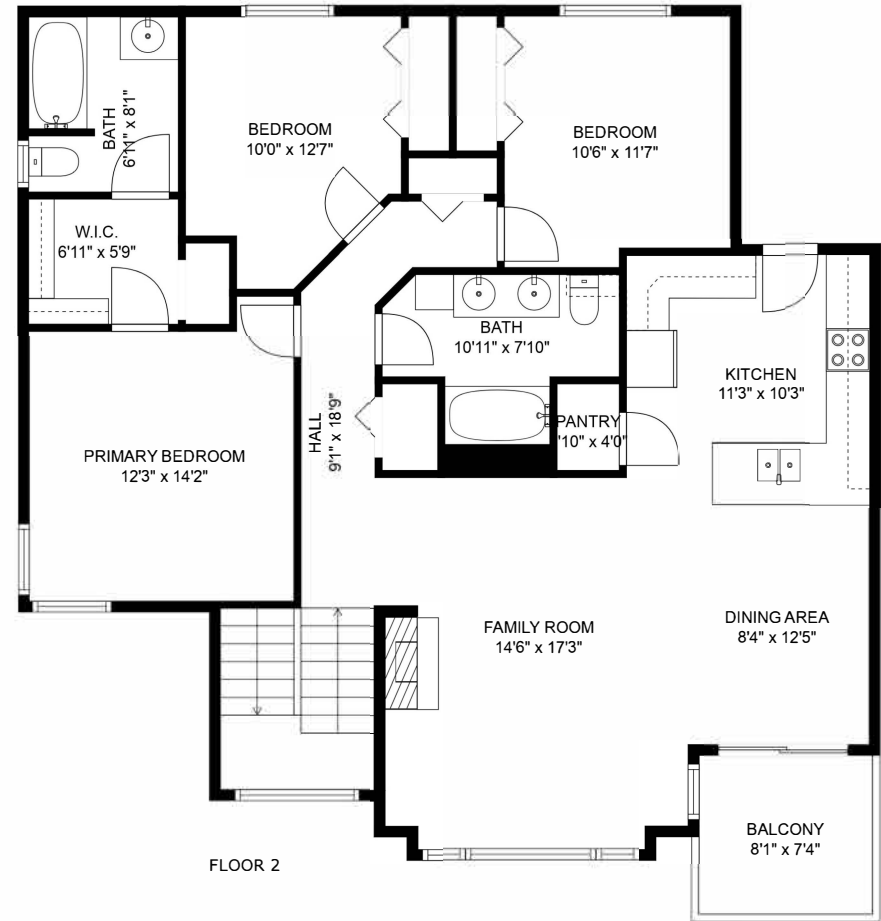 BATH
6'11" x 8'1"
BEDROOM
10'0" x 12'7"
BEDROOM
10'6" x 11'7"
W.I.C.
6'11" x 5'9"
BATH
10'11" x 7'10"
KITCHEN
11'3" x 10'3"
PANTRY
'10" x 4'0"
HALL
9'1" x 18'9"
PRIMARY BEDROOM
12'3" x 14'2"
FAMILY ROOM
14'6" x 17'3"
DINING AREA
8'4" x 12'5"
BALCONY
8'1" x 7'4"
FLOOR 2